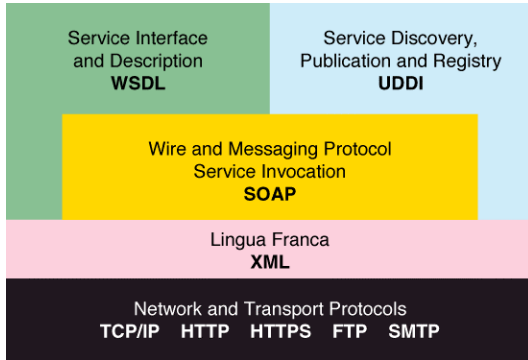 Service Interface
and Description
WSDL
Service Discovery,
Publication and Registry
UDDI
Wire and Messaging Protocol
Service Invocation
SOAP
Lingua Franca
XML
Network and Transport Protocols
TCP/IP HTTP HTTPS FTP SMTP